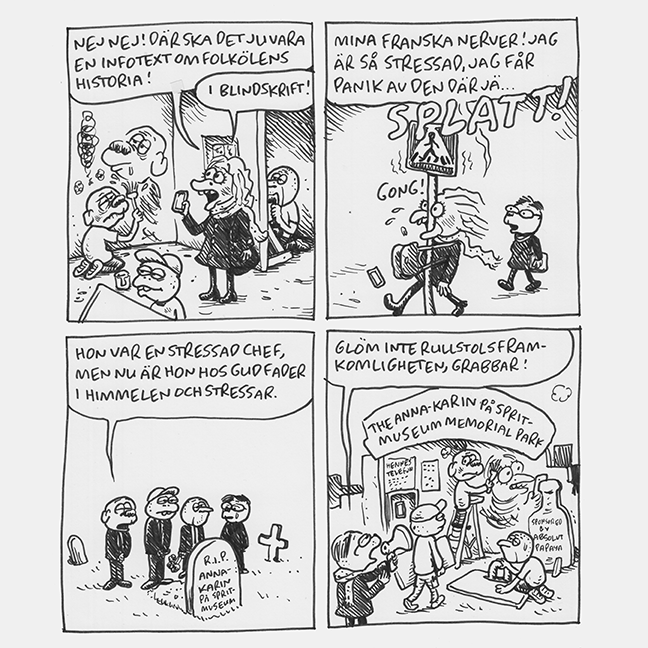 NEJ NEJ! DÄR SKA DET JU VARA
EN INFOTEXT OM FOLKÖLENS
HISTORIA!
I BLINDSKRIFT!
MINA FRANSKA NERVER! JAG
ÄR SÅ STRESSAD, JAG FÅR
PANIK AV DEN DÄR JÄ...
SPLATT!
GONG!
HON VAR EN STRESSAD CHEF,
MEN NU ÄR HON HOS GUD FADER
I HIMMELEN OCH STRESSAR.
R.I.P.
ANNA-
KARIN
PÅ SPRIT-
MUSEUM
GLÖM INTE RULLSTOLSFRAM-
KOMLIGHETEN, GRABBAR!
THE ANNA-KARIN PÅ SPRIT-
MUSEUM MEMORIAL PARK
SPONSORED
BY
ABSOLUT
PAPAYA